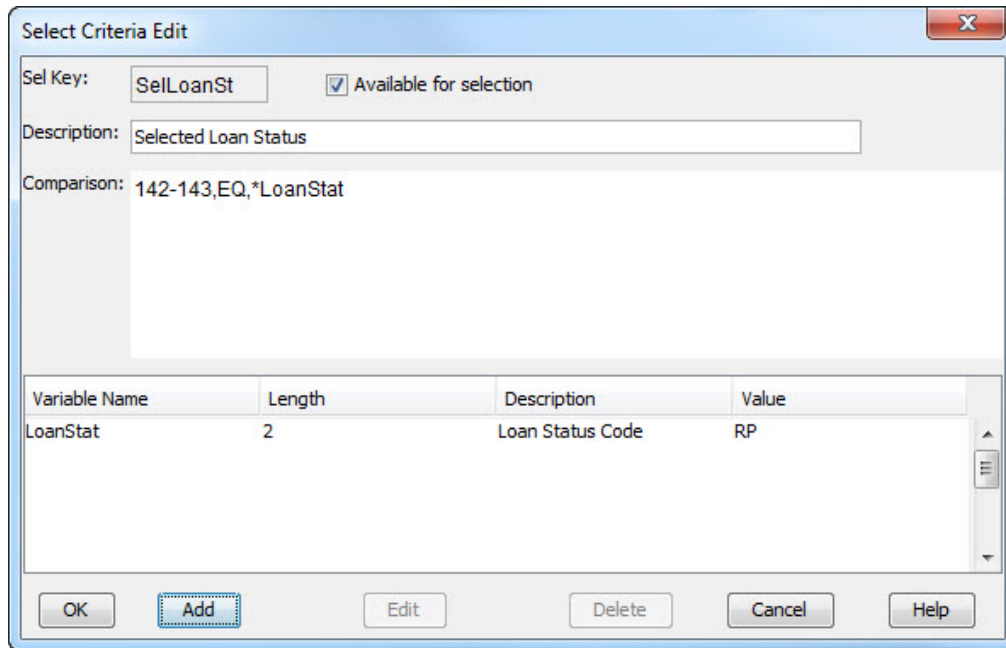 Select Criteria Edit
Sel Key: SelLoanSt Available for selection
Description: Selected Loan Status
Comparison: 142-143,EQ,*LoanStat
Variable Name Length Description Value
LoanStat 2 Loan Status Code RP
OK Add Edit Delete Cancel Help